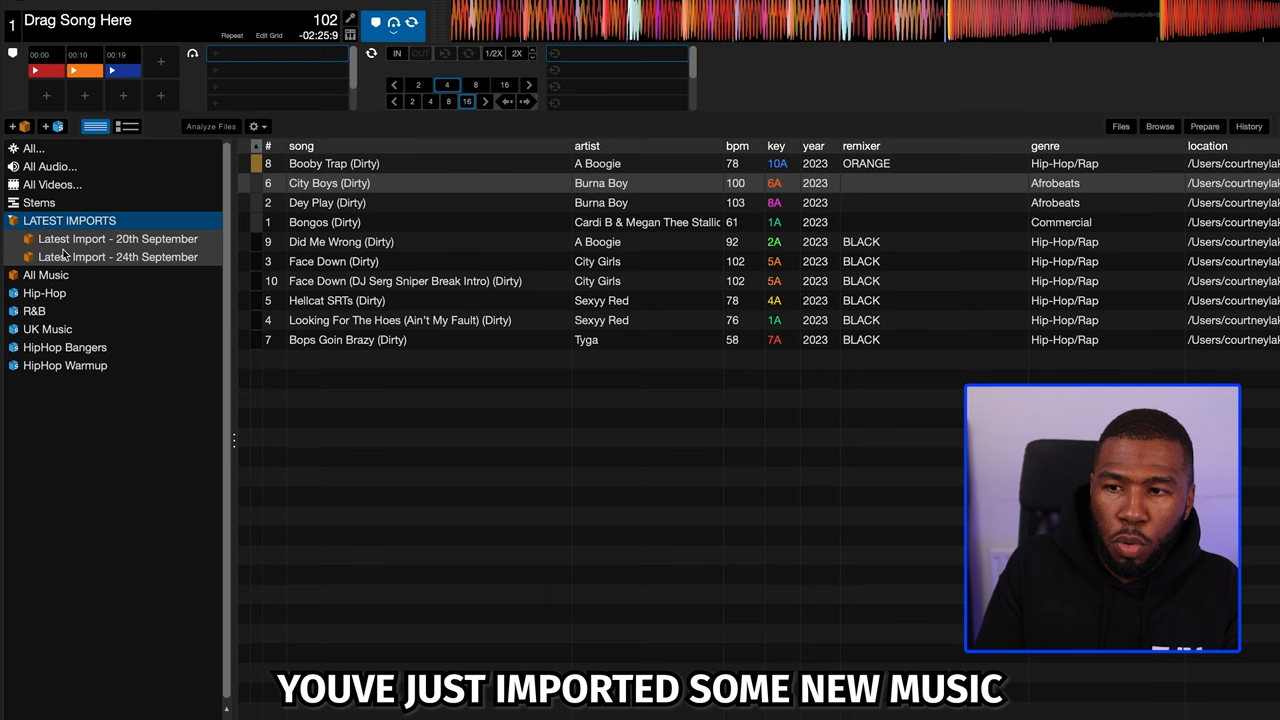 1 Drag Song Here 102
Repeat Edit Grid -02:25:9
00:00 00:10 00:19
IN OUT 1/2X 2X
2 4 8 16
2 4 8 16
Analyze Files
Files Browse Prepare History
All...
All Audio...
All Videos...
Stems
LATEST IMPORTS
Latest Import - 20th September
Latest Import - 24th September
All Music
Hip-Hop
R&B
UK Music
HipHop Bangers
HipHop Warmup
# song artist bpm key year remixer genre location
8 Booby Trap (Dirty) A Boogie 78 10A 2023 ORANGE Hip-Hop/Rap /Users/courtneylak
6 City Boys (Dirty) Burna Boy 100 6A 2023 Afrobeats /Users/courtneylak
2 Dey Play (Dirty) Burna Boy 103 8A 2023 Afrobeats /Users/courtneylak
1 Bongos (Dirty) Cardi B & Megan Thee Stallic 61 1A 2023 Commercial /Users/courtneylak
9 Did Me Wrong (Dirty) A Boogie 92 2A 2023 BLACK Hip-Hop/Rap /Users/courtneylak
3 Face Down (Dirty) City Girls 102 5A 2023 BLACK Hip-Hop/Rap /Users/courtneylak
10 Face Down (DJ Serg Sniper Break Intro) (Dirty) City Girls 102 5A 2023 BLACK Hip-Hop/Rap /Users/courtneylak
5 Hellcat SRTs (Dirty) Sexyy Red 78 4A 2023 BLACK Hip-Hop/Rap /Users/courtneylak
4 Looking For The Hoes (Ain't My Fault) (Dirty) Sexyy Red 76 1A 2023 BLACK Hip-Hop/Rap /Users/courtneylak
7 Bops Goin Brazy (Dirty) Tyga 58 7A 2023 BLACK Hip-Hop/Rap /Users/courtneylak
YOUVE JUST IMPORTED SOME NEW MUSIC